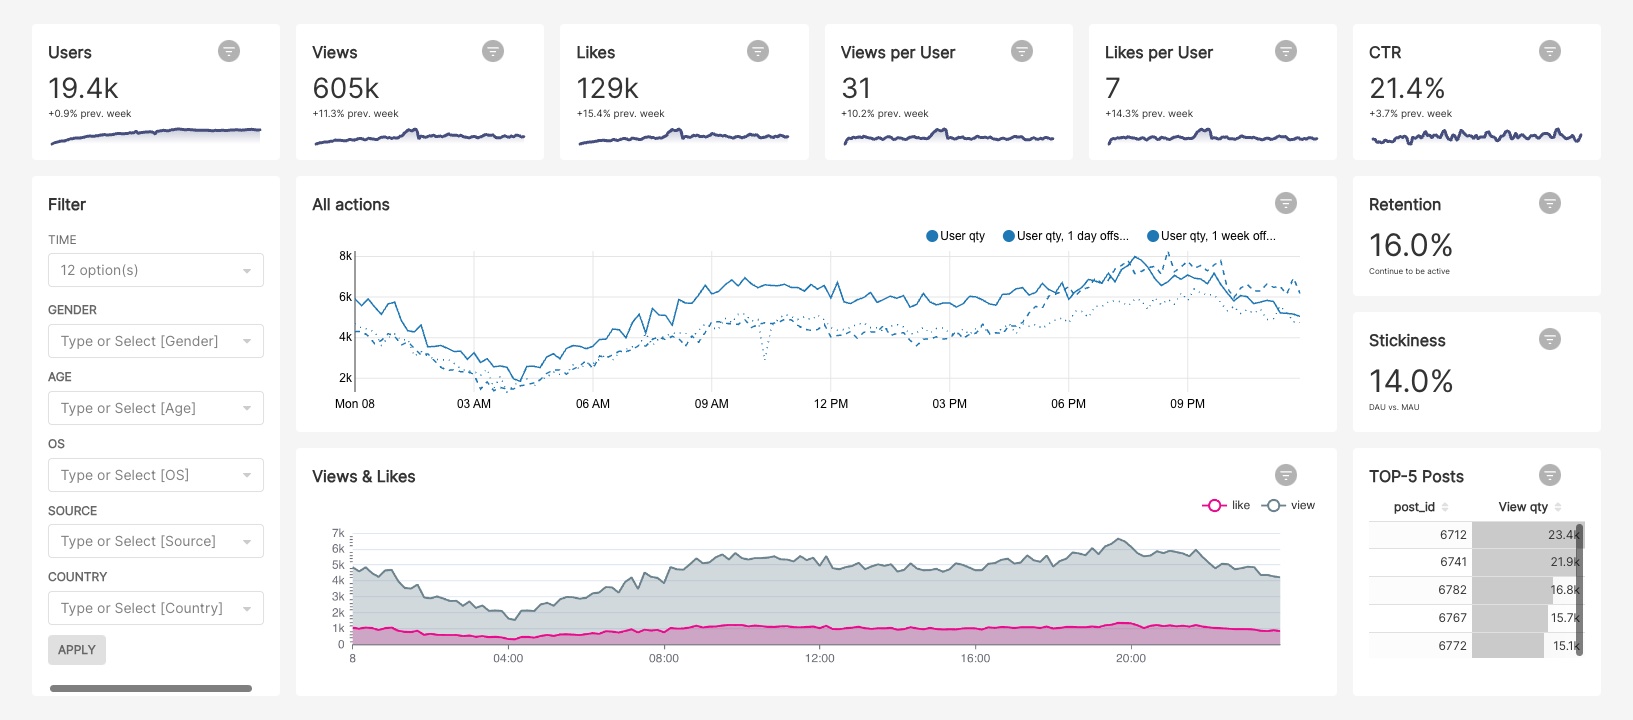 Users
19.4k
+0.9% prev. week
Views
605k
+11.3% prev. week
Likes
129k
+15.4% prev. week
Views per User
31
+10.2% prev. week
Likes per User
7
+14.3% prev. week
CTR
21.4%
+3.7% prev. week
Filter
TIME
12 option(s)
GENDER
Type or Select [Gender]
AGE
Type or Select [Age]
OS
Type or Select [OS]
SOURCE
Type or Select [Source]
COUNTRY
Type or Select [Country]
APPLY
All actions
User qty User qty, 1 day offs... User qty, 1 week off...
8k
6k
4k
2k
Mon 08 03 AM 06 AM 09 AM 12 PM 03 PM 06 PM 09 PM
Retention
16.0%
Continue to be active
Stickiness
14.0%
DAU vs. MAU
Views & Likes
like view
7k
6k
5k
4k
3k
2k
1k
0
8 04:00 08:00 12:00 16:00 20:00
TOP-5 Posts
post_id View qty
6712 23.4k
6741 21.9k
6782 16.8k
6767 15.7k
6772 15.1k